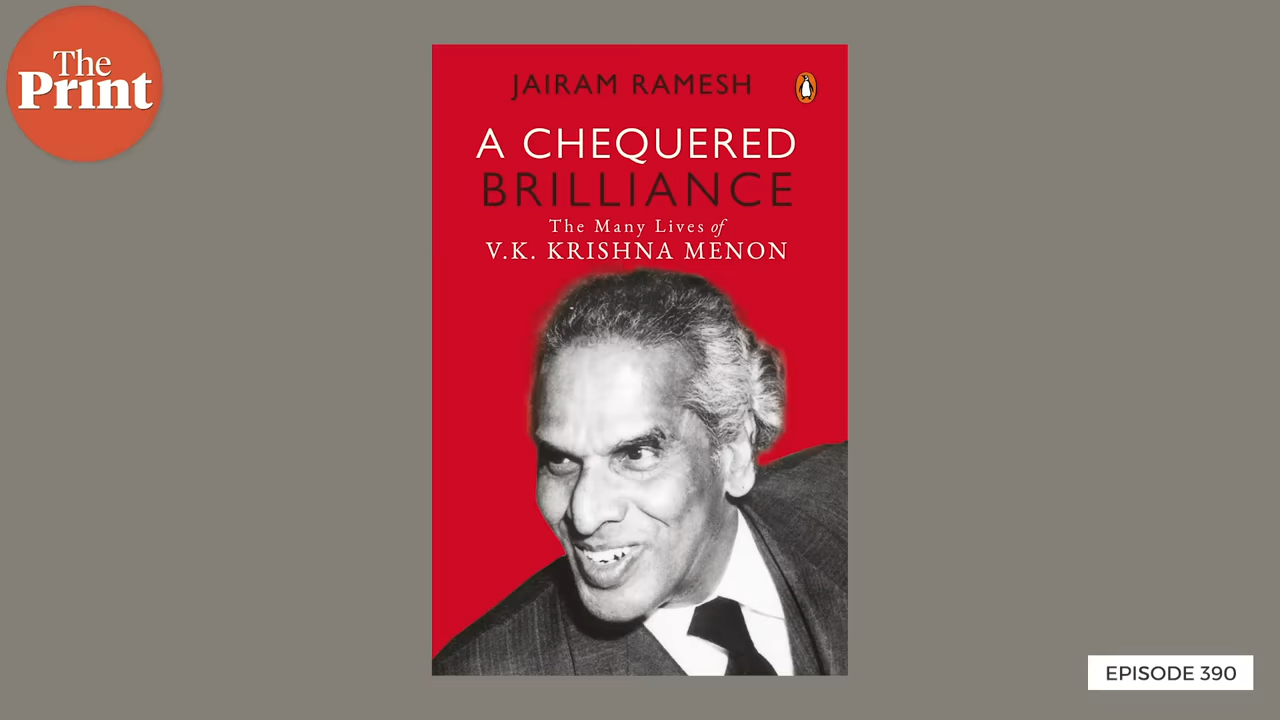 The
Print
JAIRAM RAMESH
A CHEQUERED
BRILLIANCE
The Many Lives of
V.K. KRISHNA MENON
EPISODE 390